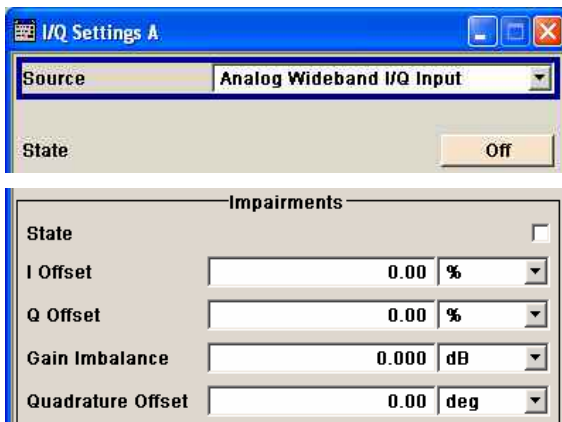 I/Q Settings A
Source Analog Wideband I/Q Input
State Off
Impairments
State
I Offset 0.00 %
Q Offset 0.00 %
Gain Imbalance 0.000 dB
Quadrature Offset 0.00 deg